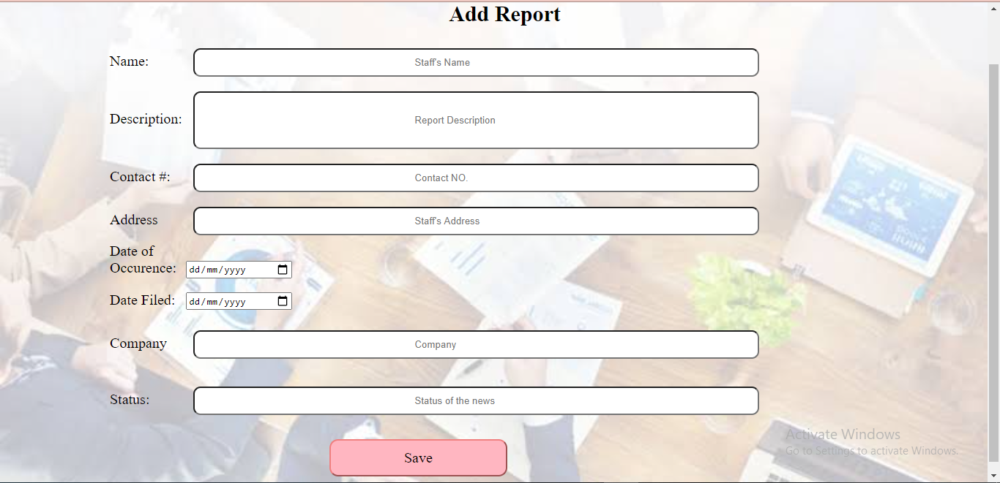 Add Report
Name:
Staff's Name
Description:
Report Description
Contact #:
Contact NO.
Address
Staff's Address
Date of
Occurence:
dd/mm/yyyy
Date Filed:
dd/mm/yyyy
Company
Company
Status:
Status of the news
Save
Activate Windows
Go to Settings to activate Windows.